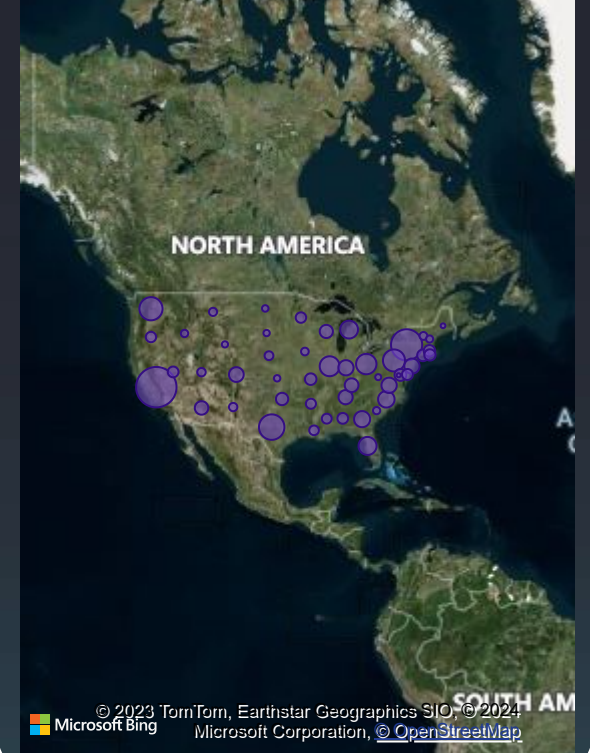 NORTH AMERICA
A
SOUTH AM
© 2023 TomTom, Earthstar Geographics SIO, © 2024
Microsoft Bing
Microsoft Corporation, © OpenStreetMap